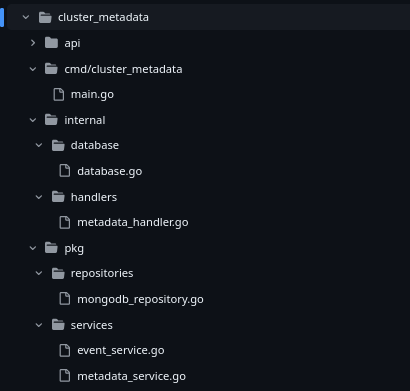 cluster_metadata
api
cmd/cluster_metadata
main.go
internal
database
database.go
handlers
metadata_handler.go
pkg
repositories
mongodb_repository.go
services
event_service.go
metadata_service.go